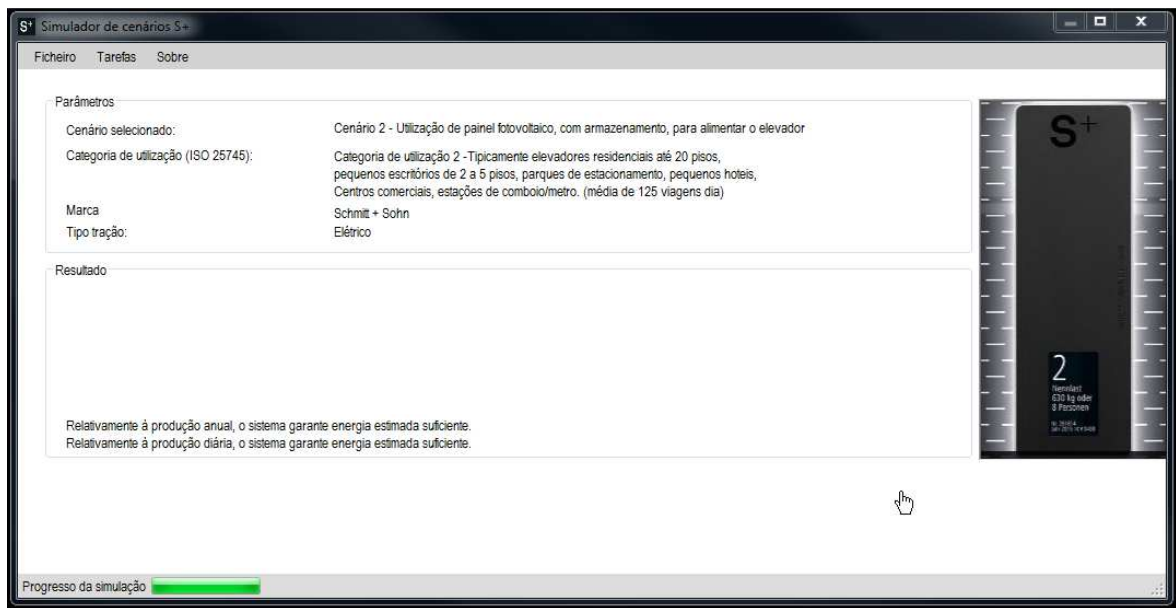 S+ Simulador de cenários S+
Ficheiro Tarefas Sobre
Parâmetros
Cenário selecionado: Cenário 2 - Utilização de painel fotovoltaico, com armazenamento, para alimentar o elevador
Categoria de utilização (ISO 25745): Categoria de utilização 2 -Tipicamente elevadores residenciais até 20 pisos,
pequenos escritórios de 2 a 5 pisos, parques de estacionamento, pequenos hoteis,
Centros comerciais, estações de comboio/metro. (média de 125 viagens dia)
Marca Schmitt + Sohn
Tipo tração: Elétrico
Resultado
Relativamente á produção anual, o sistema garante energia estimada suficiente.
Relativamente à produção diária, o sistema garante energia estimada suficiente.
S+
2
Nennlast
630 kg oder
8 Personen
Progresso da simulação